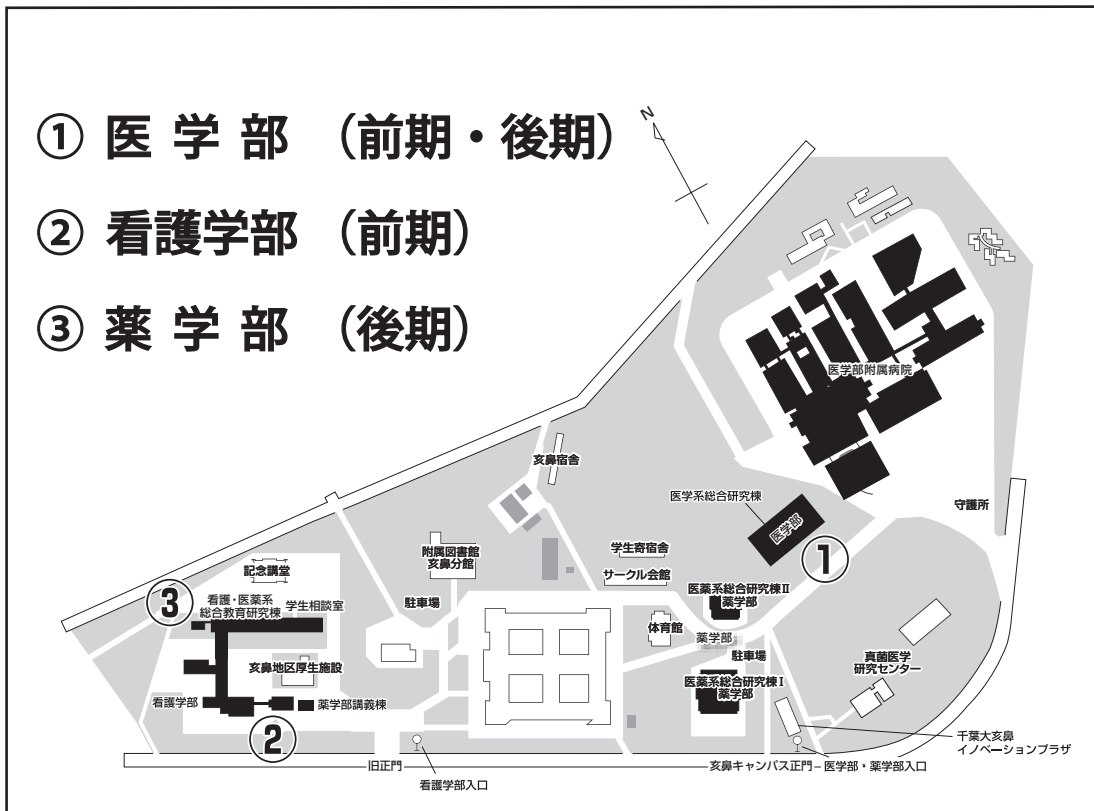 ① 医学部 （前期・後期）
② 看護学部 （前期）
③ 薬学部 （後期）
N
医学部附属病院
亥鼻宿舎
医学系総合研究棟
医学部
守護所
①
附属図書館
亥鼻分館
学生寄宿舎
サークル会館
記念講堂
③
看護・医薬系
総合教育研究棟
学生相談室
駐車場
医薬系総合研究棟Ⅱ
薬学部
体育館
薬学部
駐車場
真菌医学
研究センター
亥鼻地区厚生施設
医薬系総合研究棟Ⅰ
薬学部
看護学部
薬学部講義棟
②
千葉大亥鼻
イノベーションプラザ
旧正門
看護学部入口
亥鼻キャンパス正門－医学部・薬学部入口